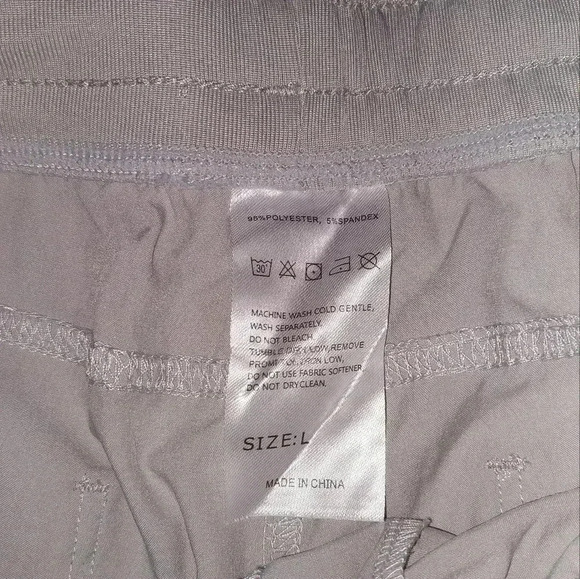 95%POLYESTER, 5%SPANDEX
30°
MACHINE WASH COLD GENTLE,
WASH SEPARATELY.
DO NOT BLEACH.
TUMBLE DRY LOW, REMOVE
IRON LOW,
DO NOT USE FABRIC SOFTENER
DO NOT DRYCLEAN.
SIZE:L
MADE IN CHINA